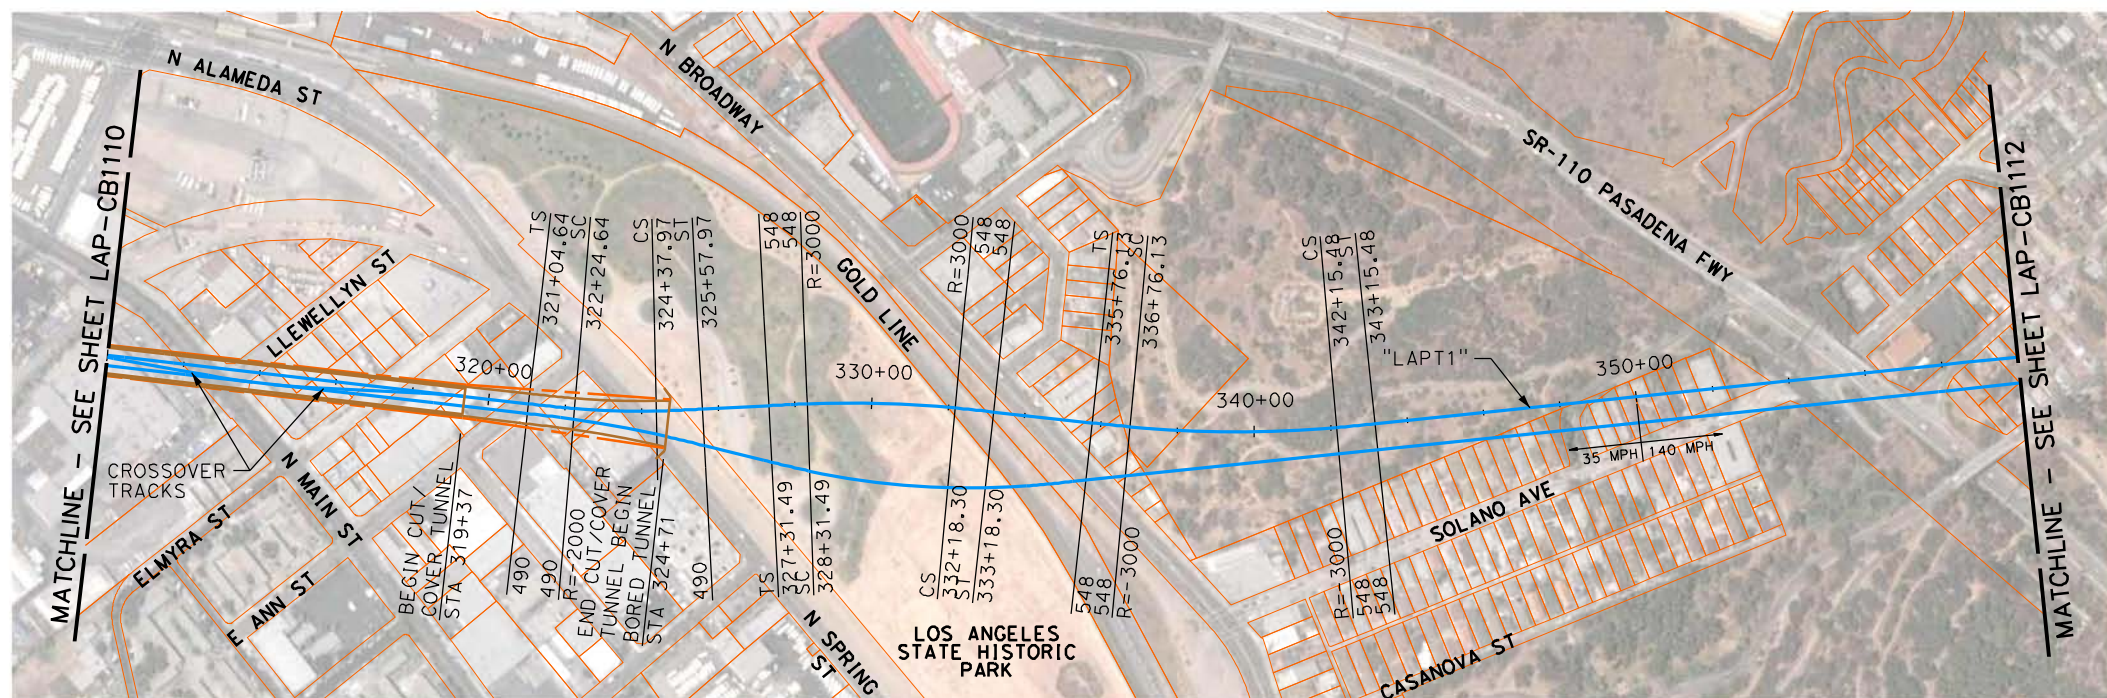 N ALAMEDA ST
N BROADWAY
SR-110 PASADENA FWY
MATCHLINE - SEE SHEET LAP-CB1110
MATCHLINE - SEE SHEET LAP-CB1112
LLEWELLYN ST
GOLD LINE
TS
321+04.64
SC
322+24.64
CS
324+37.97
ST
325+57.97
548
548
R=3000
R=3000
548
548
TS
335+76.13
SC
336+76.13
CS
342+15.48
ST
343+15.48
320+00
330+00
340+00
350+00
"LAPT1"
35 MPH
140 MPH
CROSSOVER
TRACKS
N MAIN ST
ELMYRA ST
E ANN ST
BEGIN CUT/
COVER TUNNEL
STA 319+37
490
490
R=-2000
END CUT/COVER
TUNNEL BEGIN
BORED TUNNEL
STA 324+71
490
TS
327+31.49
SC
328+31.49
CS
332+18.30
ST
333+18.30
548
548
R=-3000
R=-3000
548
548
SOLANO AVE
CASANOVA ST
N SPRING
ST
LOS ANGELES
STATE HISTORIC
PARK